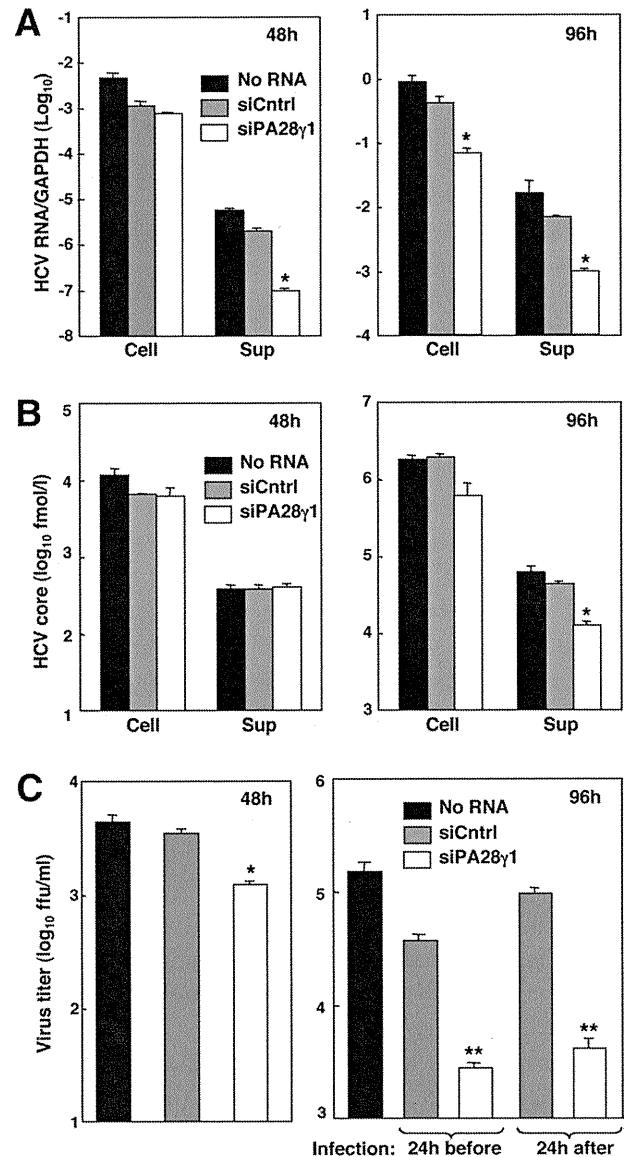 A
48h
96h
No RNA
siCntrl
siPA28γ1
HCV RNA/GAPDH (Log10)
-1
-2
-3
-4
-5
-6
-7
-8
*
Cell Sup
1
0
-1
-2
-3
-4
*
*
Cell Sup
B
48h
96h
No RNA
siCntrl
siPA28γ1
HCV core (log10 fmol/l)
5
4
3
2
1
Cell Sup
7
6
5
4
3
*
Cell Sup
C
48h
96h
No RNA
siCntrl
siPA28γ1
Virus titer (log10 ffu/ml)
4
3
2
1
*
6
5
4
3
**
**
Infection: 24h before 24h after